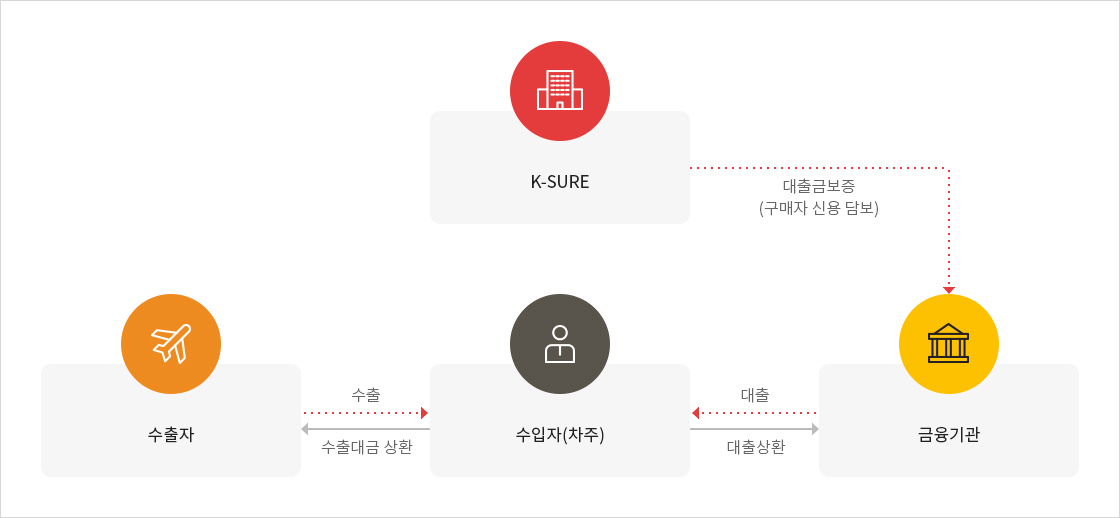 K-SURE
대출금보증
(구매자 신용 담보)
수출자
수출
수출대금 상환
수입자(차주)
대출
대출상환
금융기관